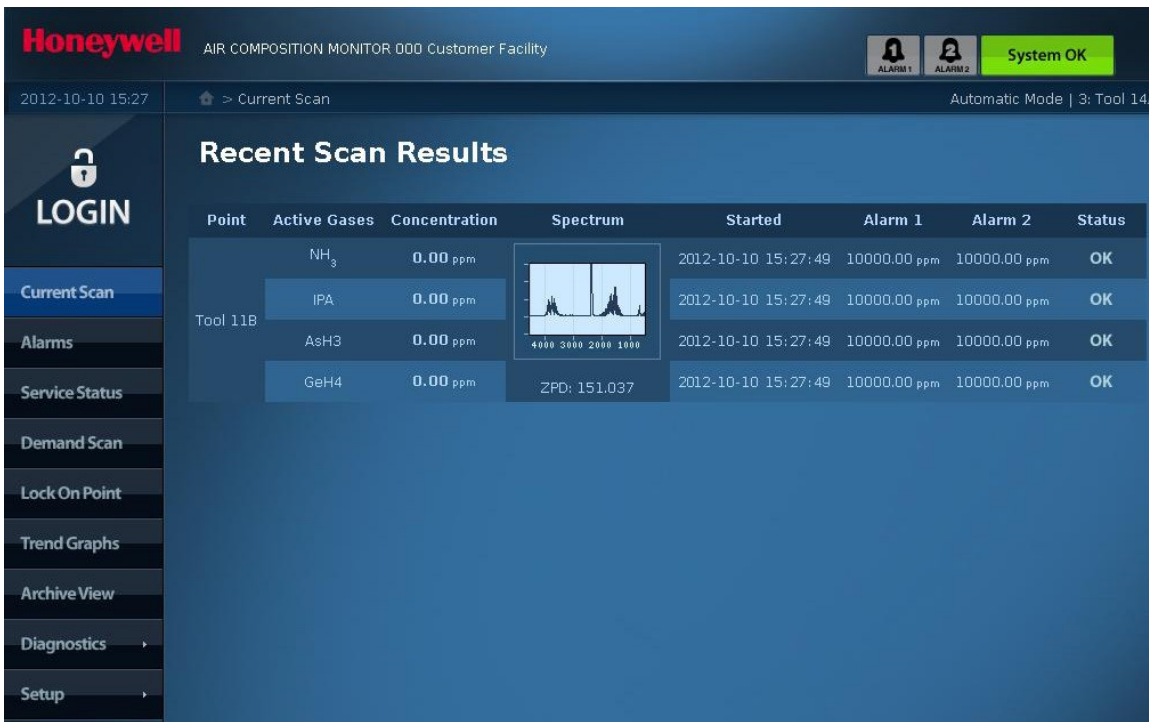 Honeywell
AIR COMPOSITION MONITOR 000 Customer Facility
1
ALARM 1
2
ALARM 2
System OK
2012-10-10 15:27
> Current Scan
Automatic Mode | 3: Tool 14
LOGIN
Current Scan
Alarms
Service Status
Demand Scan
Lock On Point
Trend Graphs
Archive View
Diagnostics
Setup
Recent Scan Results
Point Active Gases Concentration Spectrum Started Alarm 1 Alarm 2 Status
Tool 11B
NH3 0.00 ppm 2012-10-10 15:27:49 10000.00 ppm 10000.00 ppm OK
IPA 0.00 ppm 2012-10-10 15:27:49 10000.00 ppm 10000.00 ppm OK
AsH3 0.00 ppm 2012-10-10 15:27:49 10000.00 ppm 10000.00 ppm OK
GeH4 0.00 ppm 2012-10-10 15:27:49 10000.00 ppm 10000.00 ppm OK
4000 3000 2000 1000
ZPD: 151.037